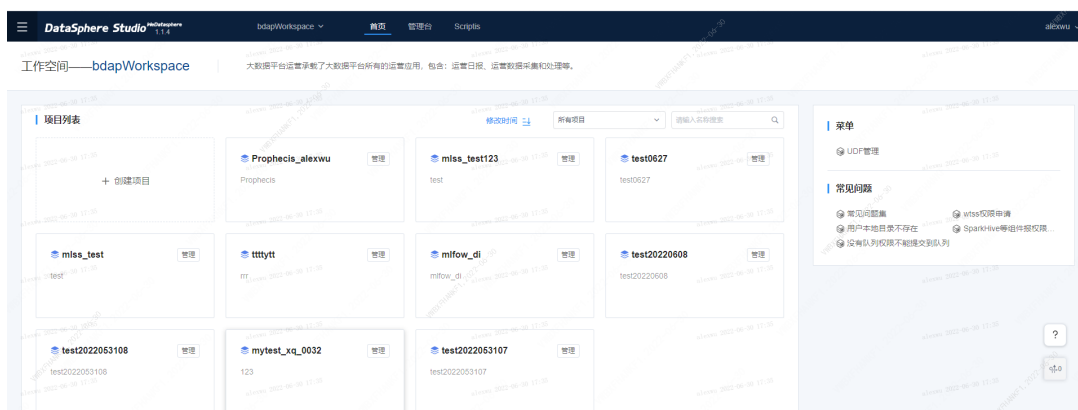 DataSphere Studio WeDatasphere 1.1.4 bdapWorkspace 首页 管理台 Scriptis alexwu
工作空间——bdapWorkspace 大数据平台运营承载了大数据平台所有的运营应用, 包含: 运营日报、运营数据采集和处理等。
项目列表 修改时间 所有项目 请输入名称搜索
+ 创建项目
Prophecis_alexwu 管理
Prophecis
mlss_test123 管理
test
test0627 管理
test0627
mlss_test 管理
test
ttttytt 管理
rrr
mlfow_di 管理
mlfow_di
test20220608 管理
test20220608
test2022053108 管理
test2022053108
mytest_xq_0032 管理
123
test2022053107 管理
test2022053107
菜单
UDF管理
常见问题
常见问题集 wtss权限申请
用户本地目录不存在 SparkHive等组件报权限...
没有队列权限不能提交到队列
?